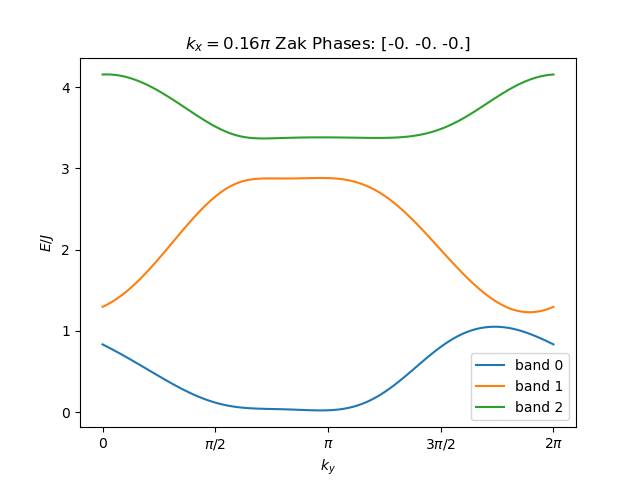 $k_x = 0.16\pi$ Zak Phases: [-0. -0. -0.]
E/J
4
3
2
1
0
0
π/2
π
3π/2
2π
$k_y$
band 0
band 1
band 2